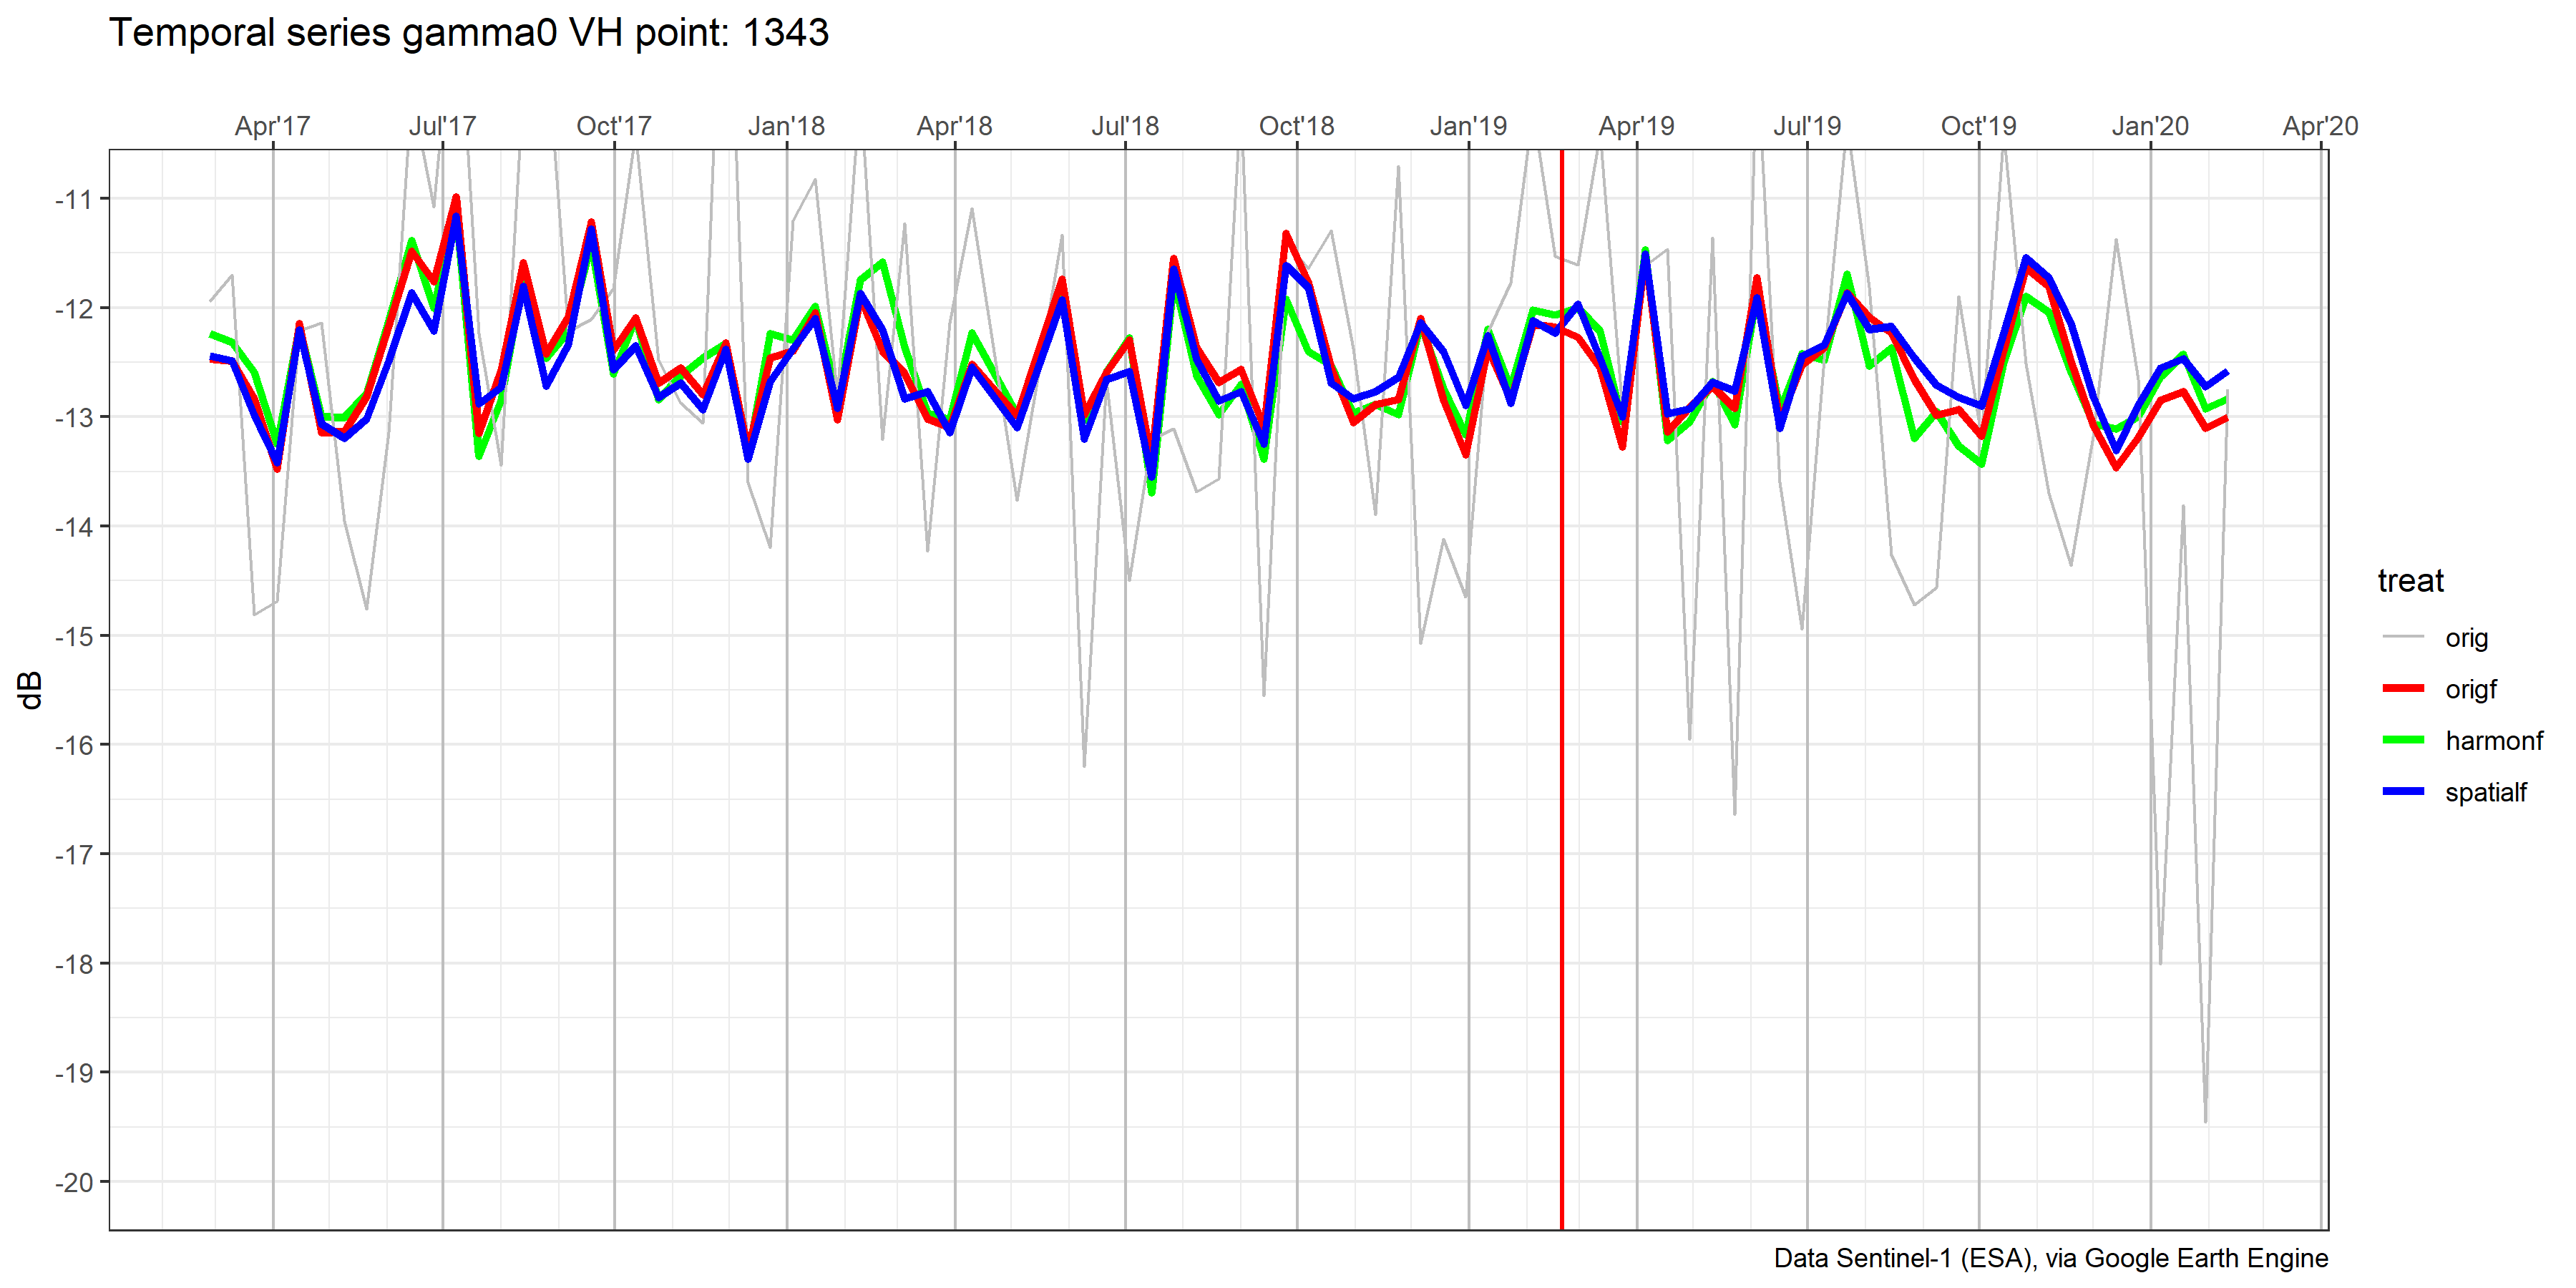 Temporal series gamma0 VH point: 1343
Apr'17 Jul'17 Oct'17 Jan'18 Apr'18 Jul'18 Oct'18 Jan'19 Apr'19 Jul'19 Oct'19 Jan'20 Apr'20
-11
-12
-13
-14
-15
-16
-17
-18
-19
-20
dB
treat
orig
origf
harmonf
spatialf
Data Sentinel-1 (ESA), via Google Earth Engine